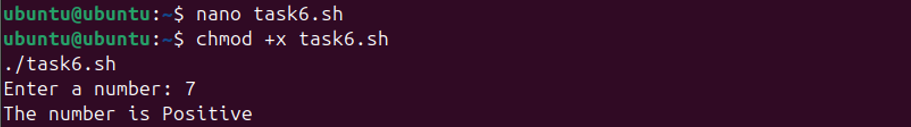 ubuntu@ubuntu:~$ nano task6.sh
ubuntu@ubuntu:~$ chmod +x task6.sh
./task6.sh
Enter a number: 7
The number is Positive